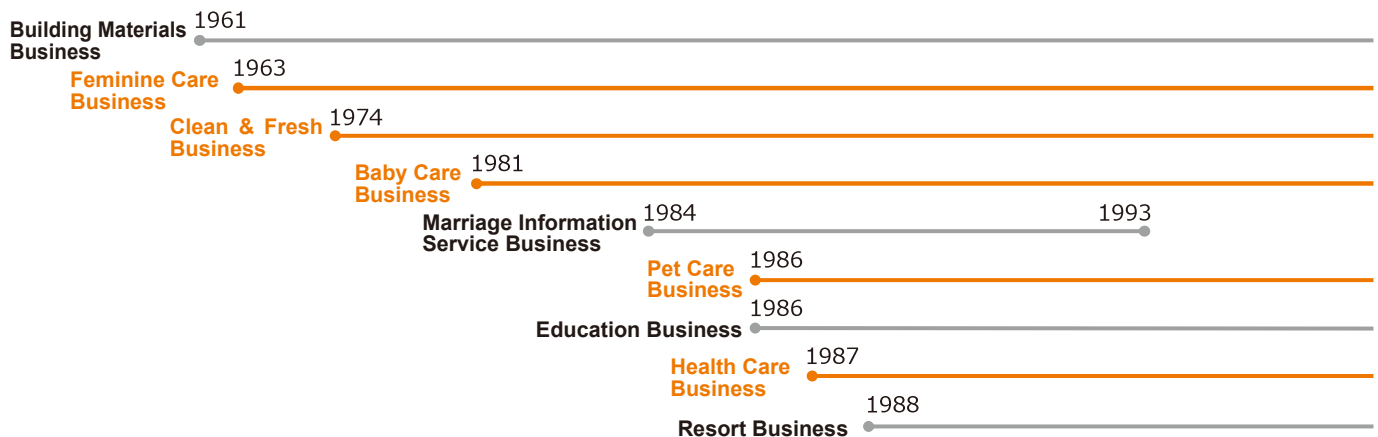 1961
Building Materials
Business
1963
Feminine Care
Business
1974
Clean & Fresh
Business
1981
Baby Care
Business
1984
1993
Marriage Information
Service Business
1986
Pet Care
Business
1986
Education Business
1987
Health Care
Business
1988
Resort Business